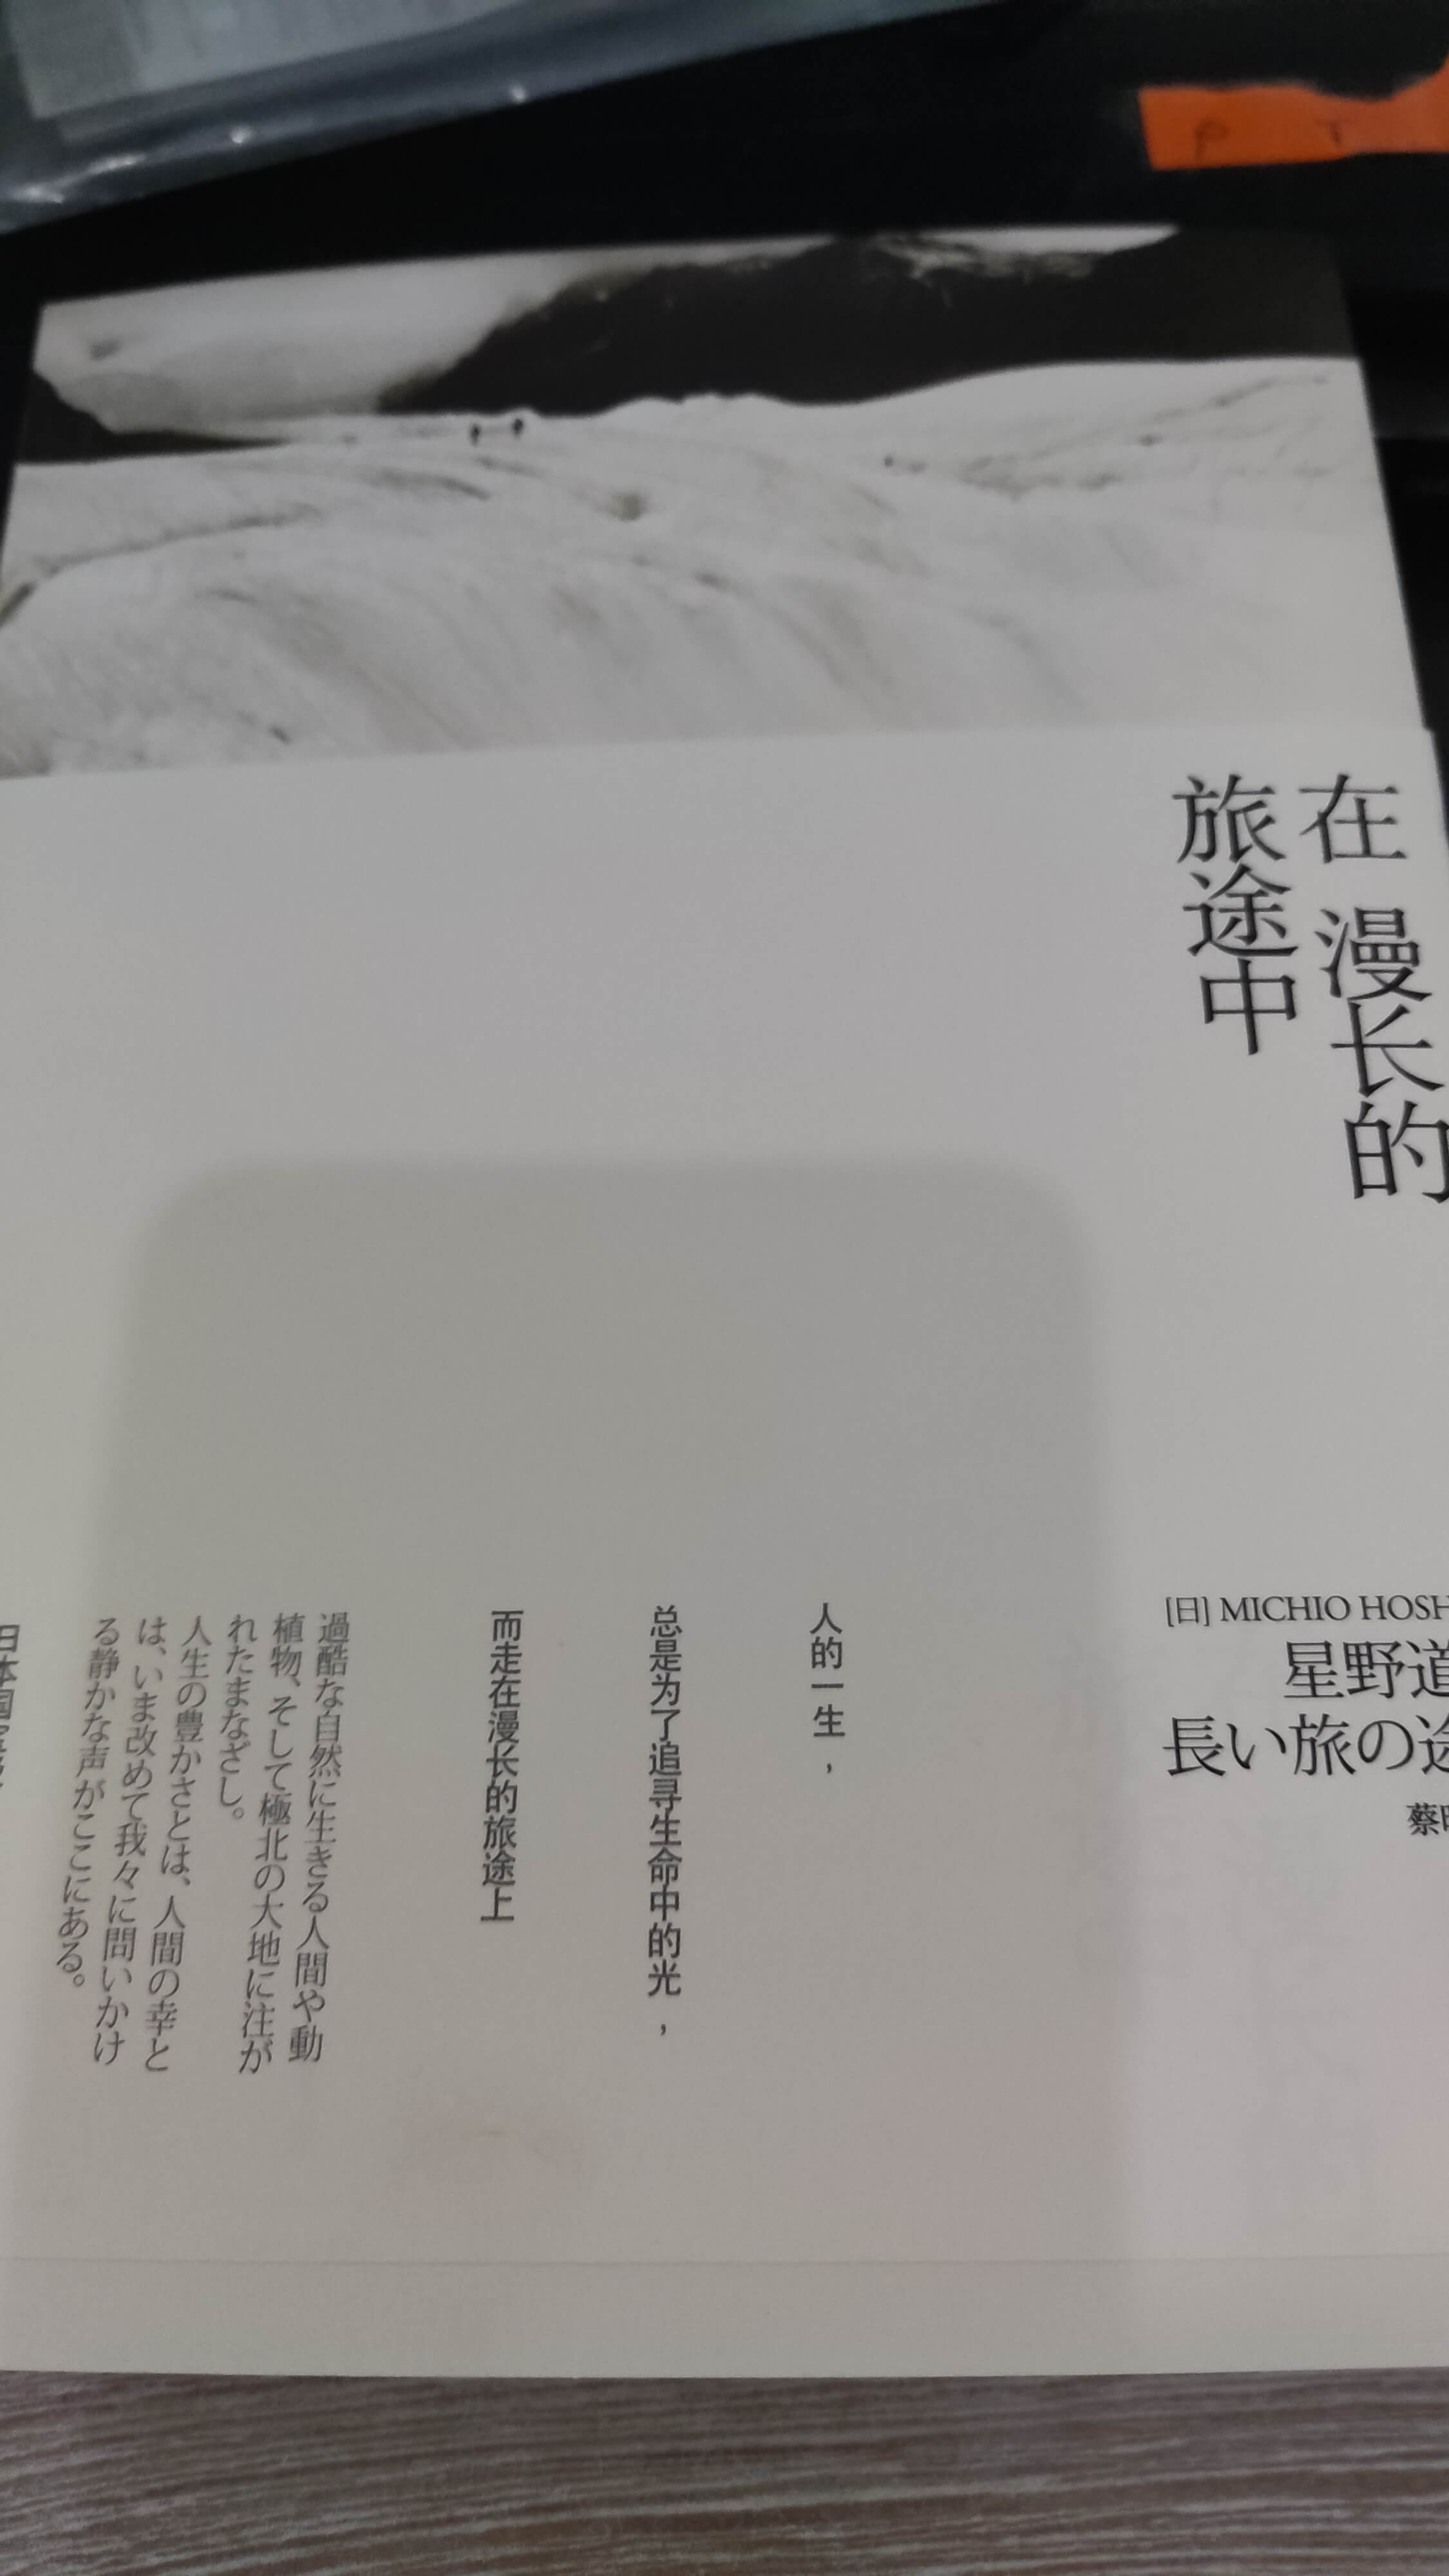 P T
在 漫长的
旅途中
[日] MICHIO HOSH
星野道
長い旅の途
蔡
人的一生，
总是为了追寻生命中的光，
而走在漫长的旅途上
過酷な自然に生きる人間や動
植物、そして極北の大地に注が
れたまなざし。
人生の豊かさとは、人間の幸と
は、いま改めて我々に問いかけ
る静かな声がここにある。
日本国